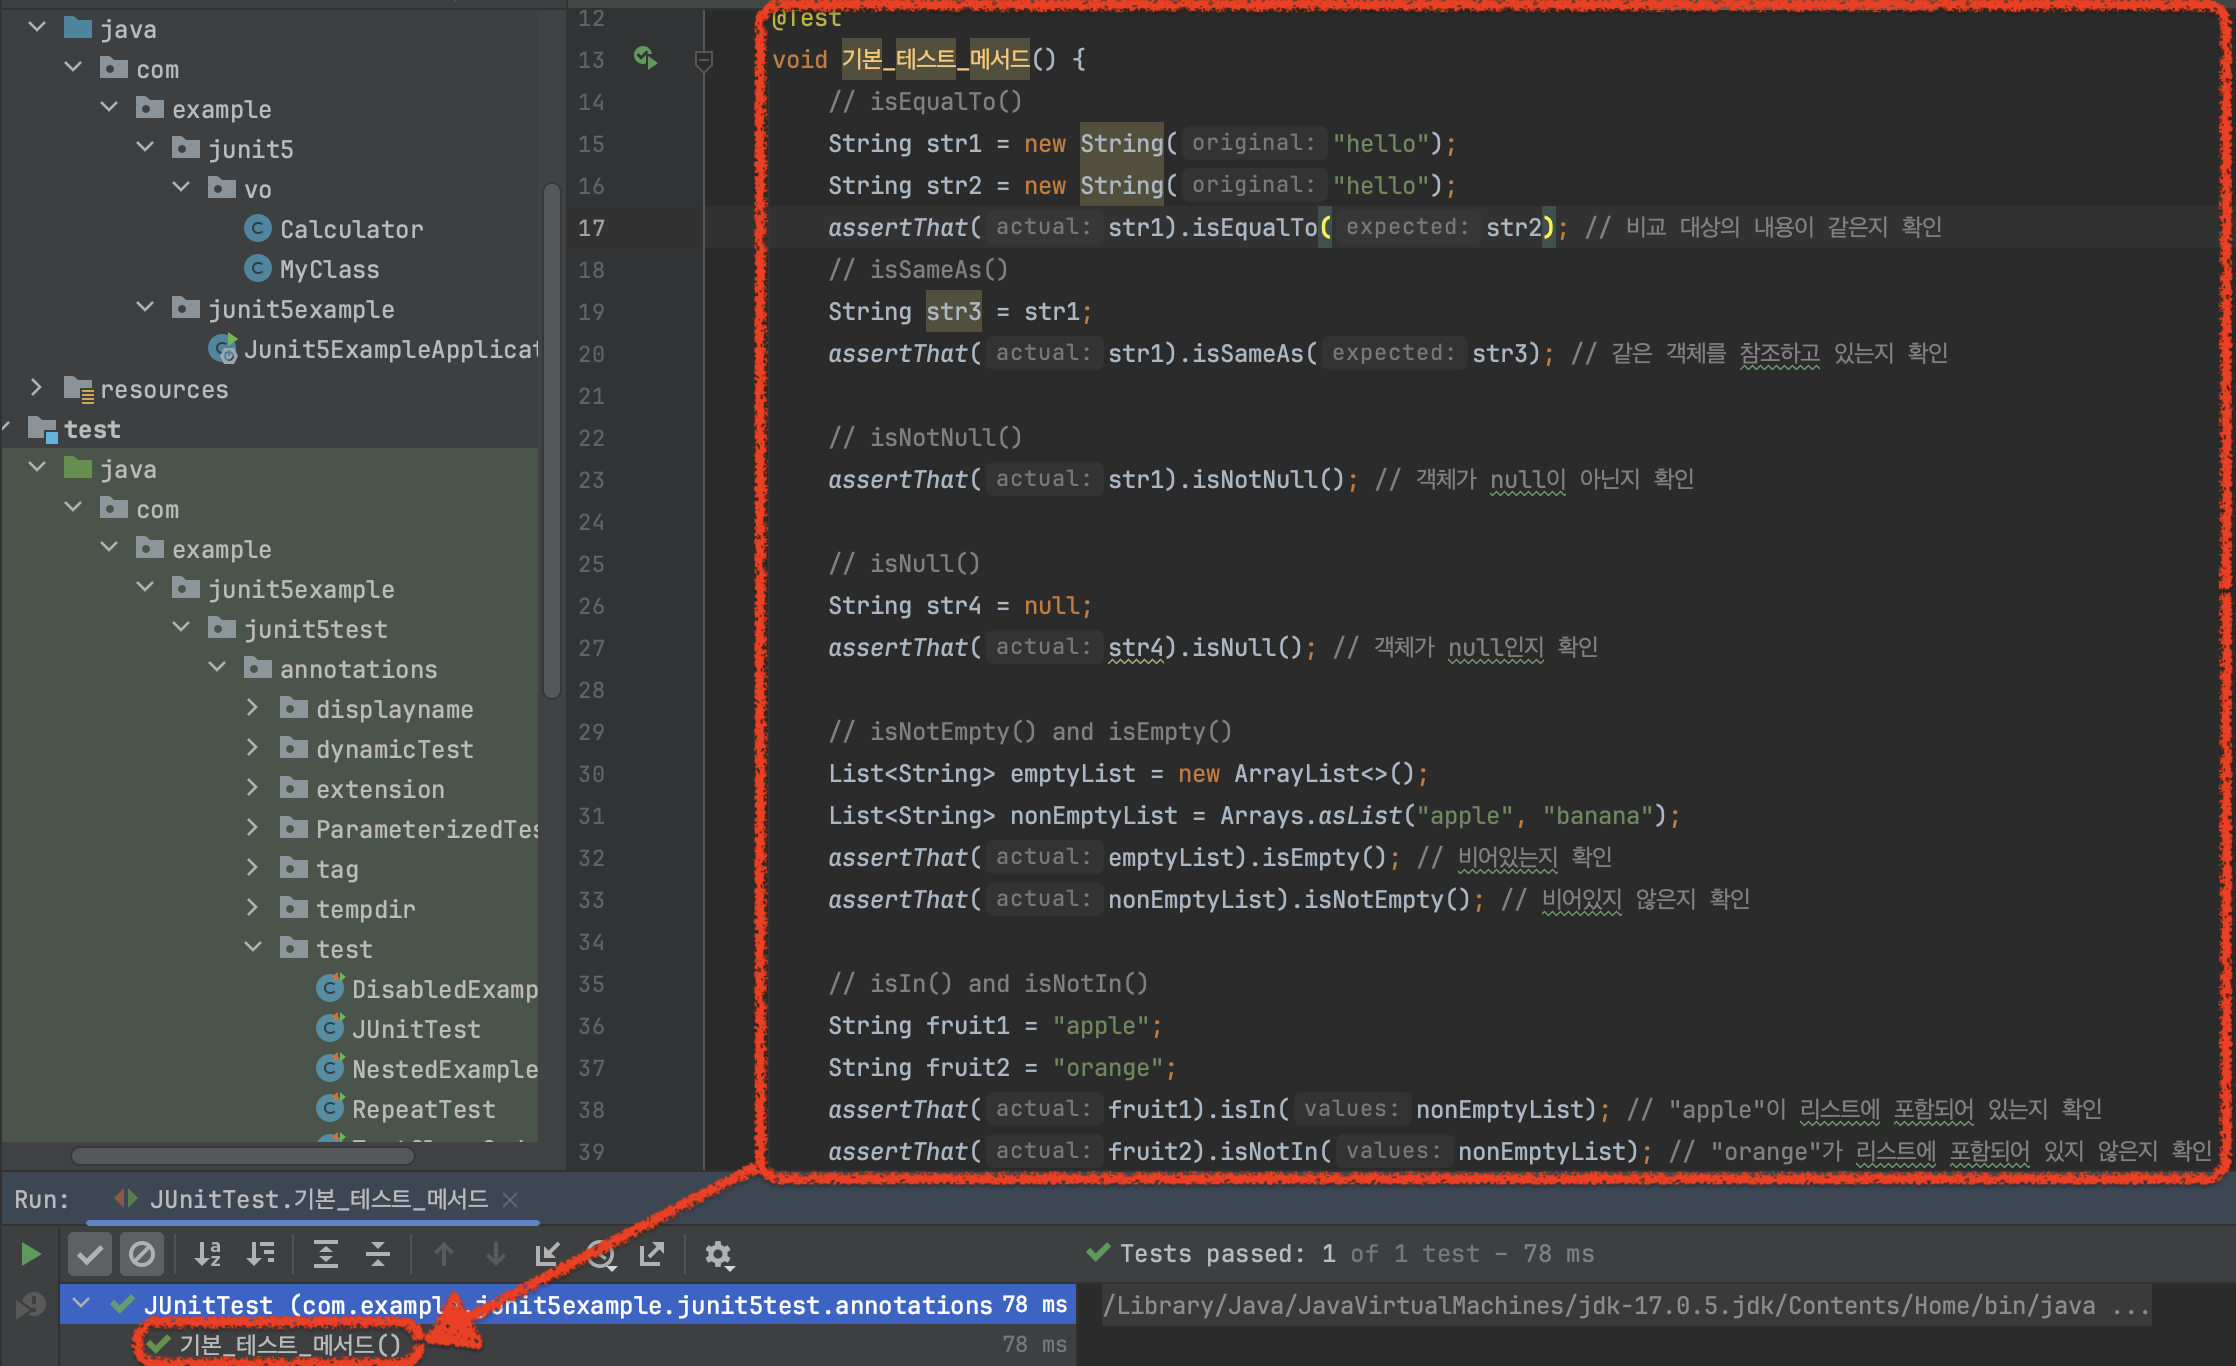 java
com
example
junit5
vo
Calculator
MyClass
junit5example
resources
test
java
com
example
junit5example
junit5test
annotations
displayname
dynamicTest
extension
tag
tempdir
test
JUnitTest
NestedExample
RepeatTest
12 @Test
13 void 기본_테스트_메서드() {
14 // isEqualTo()
15 String str1 = new String( original: "hello");
16 String str2 = new String( original: "hello");
17 assertThat( actual: str1).isEqualTo( expected: str2); // 비교 대상의 내용이 같은지 확인
18 // isSameAs()
19 String str3 = str1;
20 assertThat( actual: str1).isSameAs( expected: str3); // 같은 객체를 참조하고 있는지 확인
21
22 // isNotNull()
23 assertThat( actual: str1).isNotNull(); // 객체가 null이 아닌지 확인
24
25 // isNull()
26 String str4 = null;
27 assertThat( actual: str4).isNull(); // 객체가 null인지 확인
28
29 // isNotEmpty() and isEmpty()
30 List<String> emptyList = new ArrayList<>();
31 List<String> nonEmptyList = Arrays.asList("apple", "banana");
32 assertThat( actual: emptyList).isEmpty(); // 비어있는지 확인
33 assertThat( actual: nonEmptyList).isNotEmpty(); // 비어있지 않은지 확인
34
35 // isIn() and isNotIn()
36 String fruit1 = "apple";
37 String fruit2 = "orange";
38 assertThat( actual: fruit1).isIn( values: nonEmptyList); // "apple"이 리스트에 포함되어 있는지 확인
39 assertThat( actual: fruit2).isNotIn( values: nonEmptyList); // "orange"가 리스트에 포함되어 있지 않은지 확인
Run: JUnitTest.기본_테스트_메서드
Tests passed: 1 of 1 test – 78 ms
JUnitTest (com.example.junit5example.junit5test.annotations 78 ms
/Library/Java/JavaVirtualMachines/jdk-17.0.5.jdk/Contents/Home/bin/java ...
기본_테스트_메서드() 78 ms